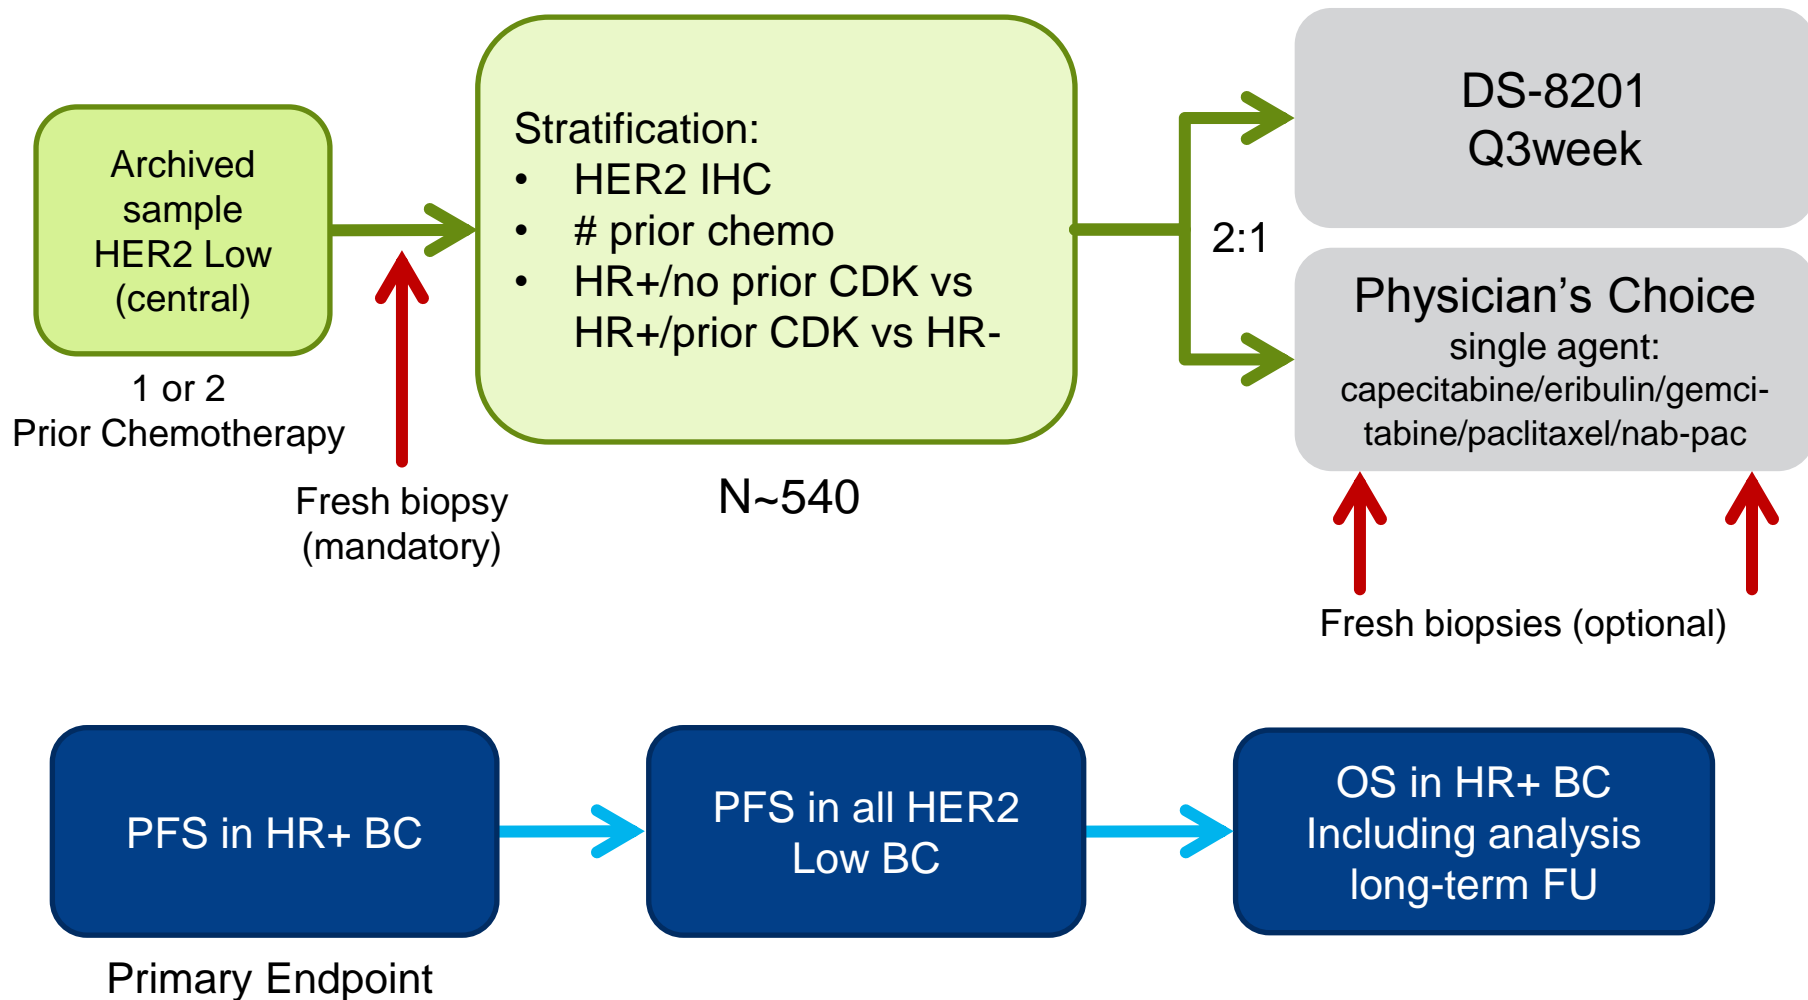 Archived
sample
HER2 Low
(central)
1 or 2
Prior Chemotherapy
Fresh biopsy
(mandatory)
Stratification:
• HER2 IHC
• # prior chemo
• HR+/no prior CDK vs
HR+/prior CDK vs HR-
N~540
2:1
DS-8201
Q3week
Physician’s Choice
single agent:
capecitabine/eribulin/gemci-
tabine/paclitaxel/nab-pac
Fresh biopsies (optional)
PFS in HR+ BC
Primary Endpoint
PFS in all HER2
Low BC
OS in HR+ BC
Including analysis
long-term FU